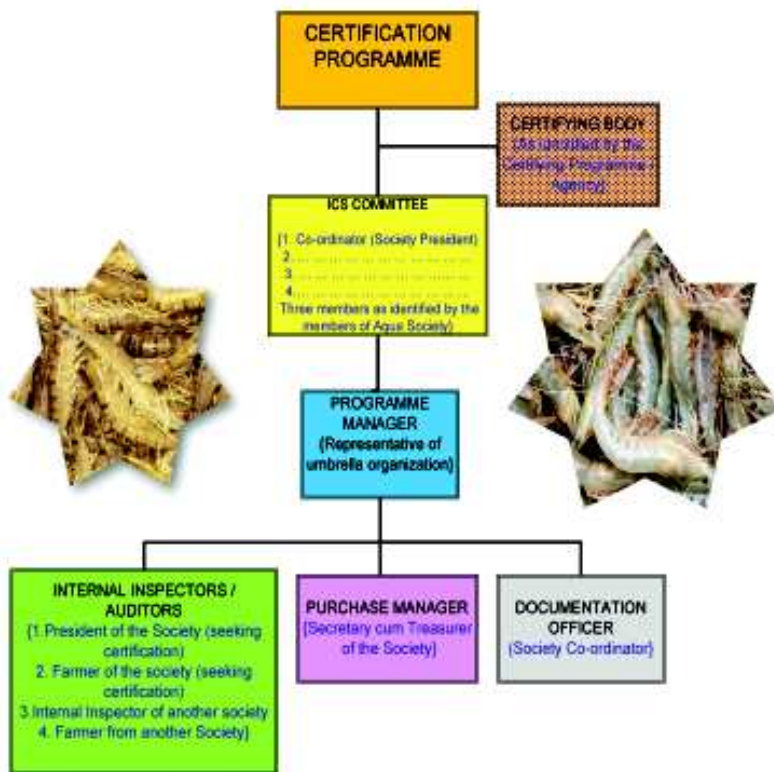 CERTIFICATION
PROGRAMME
CERTIFYING BODY
(As identified by the
Certifying Programme
Agency)
ICS COMMITTEE
(1. Co-ordinator (Society President)
2. .................................
3. .................................
4. .................................
Three members as identified by the
members of Aqua Society)
PROGRAMME
MANAGER
(Representative of
umbrella organization)
INTERNAL INSPECTORS /
AUDITORS
(1. President of the Society (seeking
certification)
2. Farmer of the society (seeking
certification)
3.Internal Inspector of another society
4. Farmer from another Society)
PURCHASE MANAGER
(Secretary cum Treasurer
of the Society)
DOCUMENTATION
OFFICER
(Society Co-ordinator)